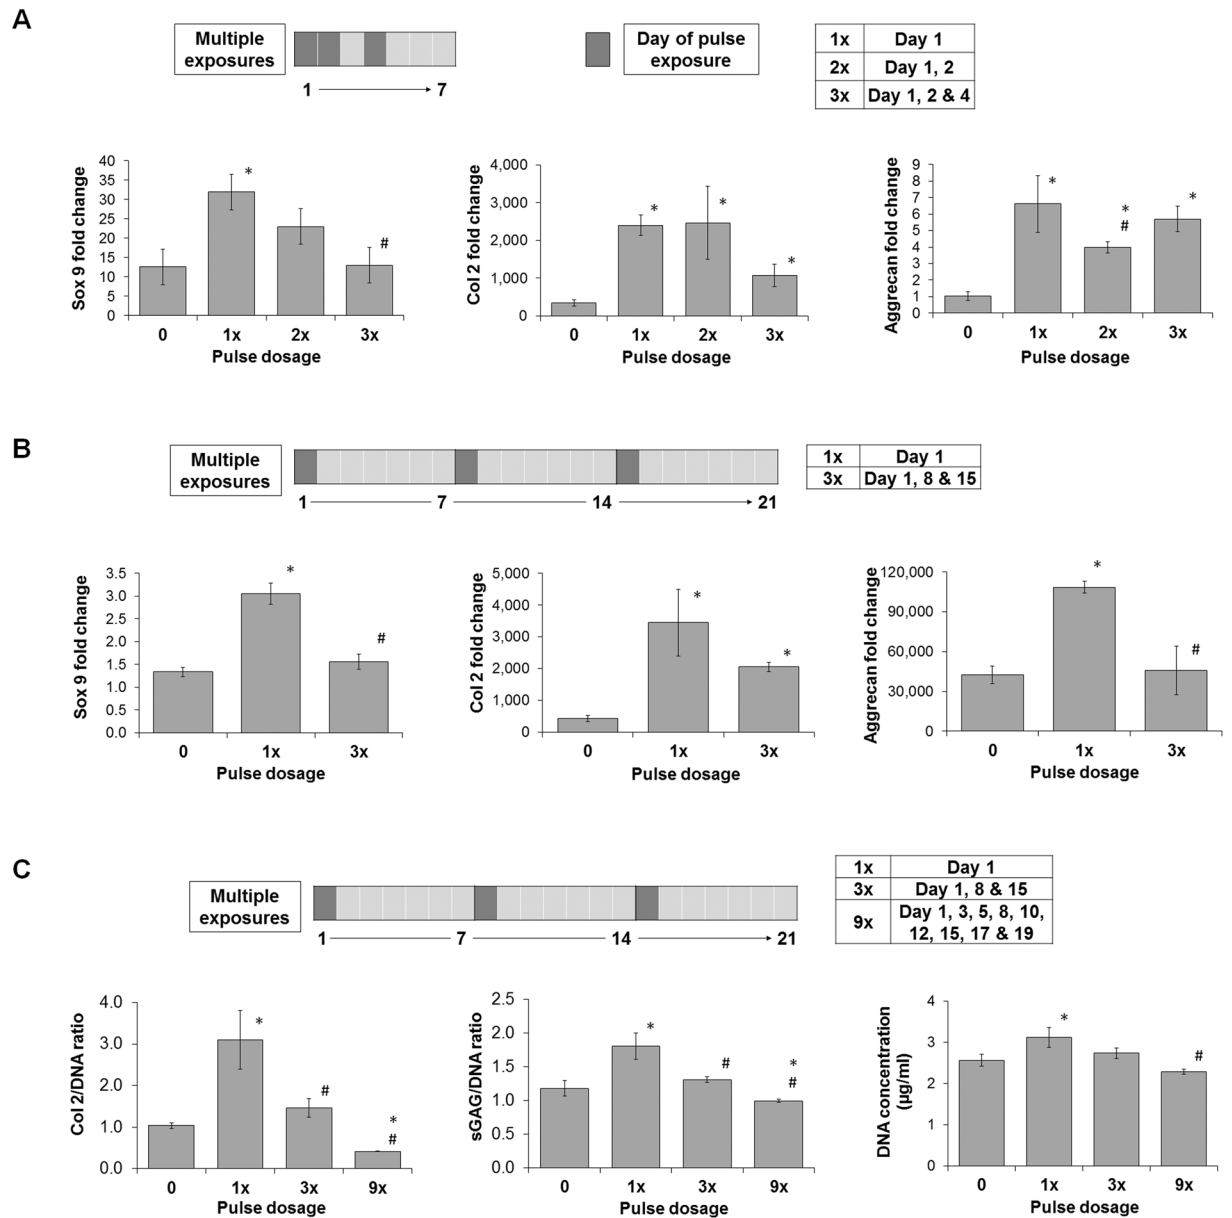 A
Multiple
exposures
1
7
Day of pulse
exposure
1x Day 1
2x Day 1, 2
3x Day 1, 2 & 4
Sox 9 fold change
40
35
30
25
20
15
10
5
0
*
#
0 1x 2x 3x
Pulse dosage
Col 2 fold change
4,000
3,000
2,000
1,000
0
*
*
*
0 1x 2x 3x
Pulse dosage
Aggrecan fold change
9
8
7
6
5
4
3
2
1
0
*
*
#
*
0 1x 2x 3x
Pulse dosage
B
Multiple
exposures
1 7 14 21
1x Day 1
3x Day 1, 8 & 15
Sox 9 fold change
3.5
3.0
2.5
2.0
1.5
1.0
0.5
0.0
*
#
0 1x 3x
Pulse dosage
Col 2 fold change
5,000
4,000
3,000
2,000
1,000
0
*
*
0 1x 3x
Pulse dosage
Aggrecan fold change
120,000
90,000
60,000
30,000
0
*
#
0 1x 3x
Pulse dosage
C
Multiple
exposures
1 7 14 21
1x Day 1
3x Day 1, 8 & 15
9x Day 1, 3, 5, 8, 10,
12, 15, 17 & 19
Col 2/DNA ratio
4.0
3.0
2.0
1.0
0.0
*
#
*
#
0 1x 3x 9x
Pulse dosage
sGAG/DNA ratio
2.5
2.0
1.5
1.0
0.5
0.0
*
#
*
#
0 1x 3x 9x
Pulse dosage
DNA concentration
(µg/ml)
4
3
2
1
0
*
#
0 1x 3x 9x
Pulse dosage